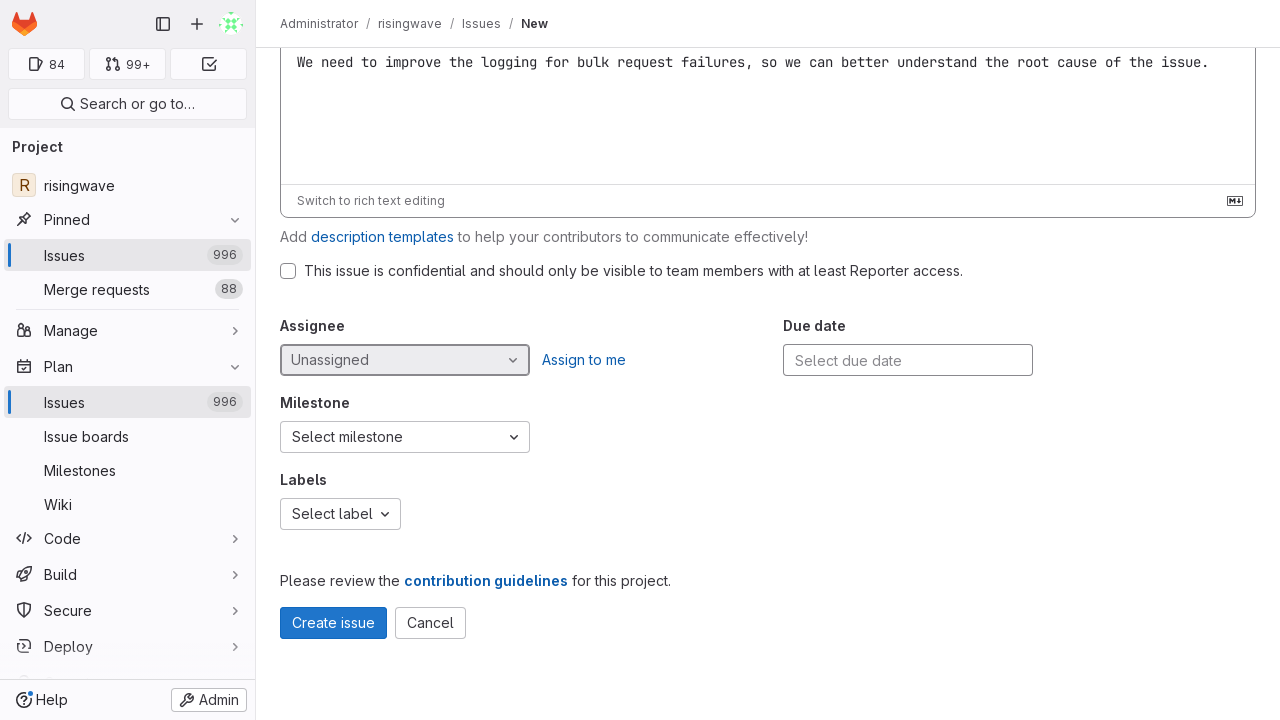 Administrator / risingwave / Issues / New
84
99+
Search or go to…
Project
R risingwave
Pinned
Issues 996
Merge requests 88
Manage
Plan
Issues 996
Issue boards
Milestones
Wiki
Code
Build
Secure
Deploy
Help
Admin
We need to improve the logging for bulk request failures, so we can better understand the root cause of the issue.
Switch to rich text editing
Add description templates to help your contributors to communicate effectively!
This issue is confidential and should only be visible to team members with at least Reporter access.
Assignee
Unassigned
Assign to me
Due date
Select due date
Milestone
Select milestone
Labels
Select label
Please review the contribution guidelines for this project.
Create issue
Cancel